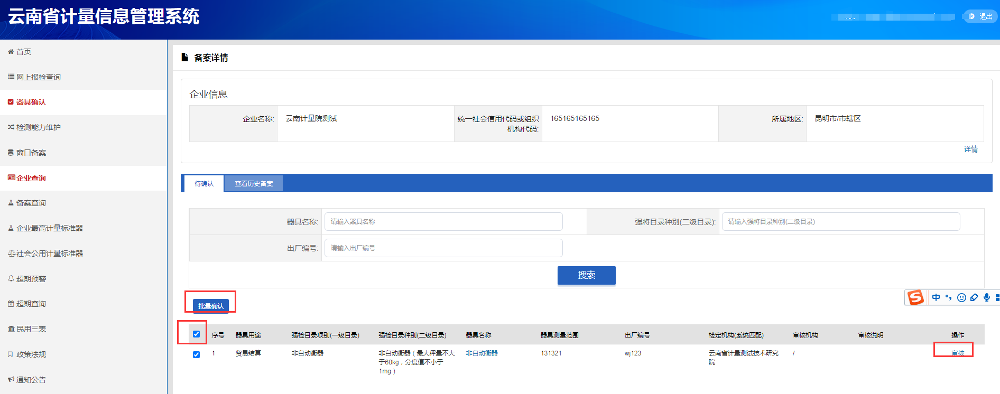 云南省计量信息管理系统
退出
首页
网上报检查询
器具确认
检测能力维护
窗口备案
企业查询
备案查询
企业最高计量标准器
社会公用计量标准器
超期预警
超期查询
民用三表
政策法规
通知公告
备案详情
企业信息
企业名称:
云南计量院测试
统一社会信用代码或组织
机构代码:
165165165165
所属地区:
昆明市/市辖区
详情
待确认
查看历史备案
器具名称:
请输入器具名称
强将目录种别(二级目录):
请输入强将目录种别(二级目录)
出厂编号:
请输入出厂编号
搜索
中
批量确认
序号 器具用途 强检目录项别(一级目录) 强检目录种别(二级目录) 器具名称 器具测量范围 出厂编号 检定机构(系统匹配) 审核机构 审核说明 操作
1 贸易结算 非自动衡器 非自动衡器（最大秤量不大 非自动衡器 131321 wj123 云南省计量测试技术研究 / 审核
于60kg，分度值不小于 院
1mg）